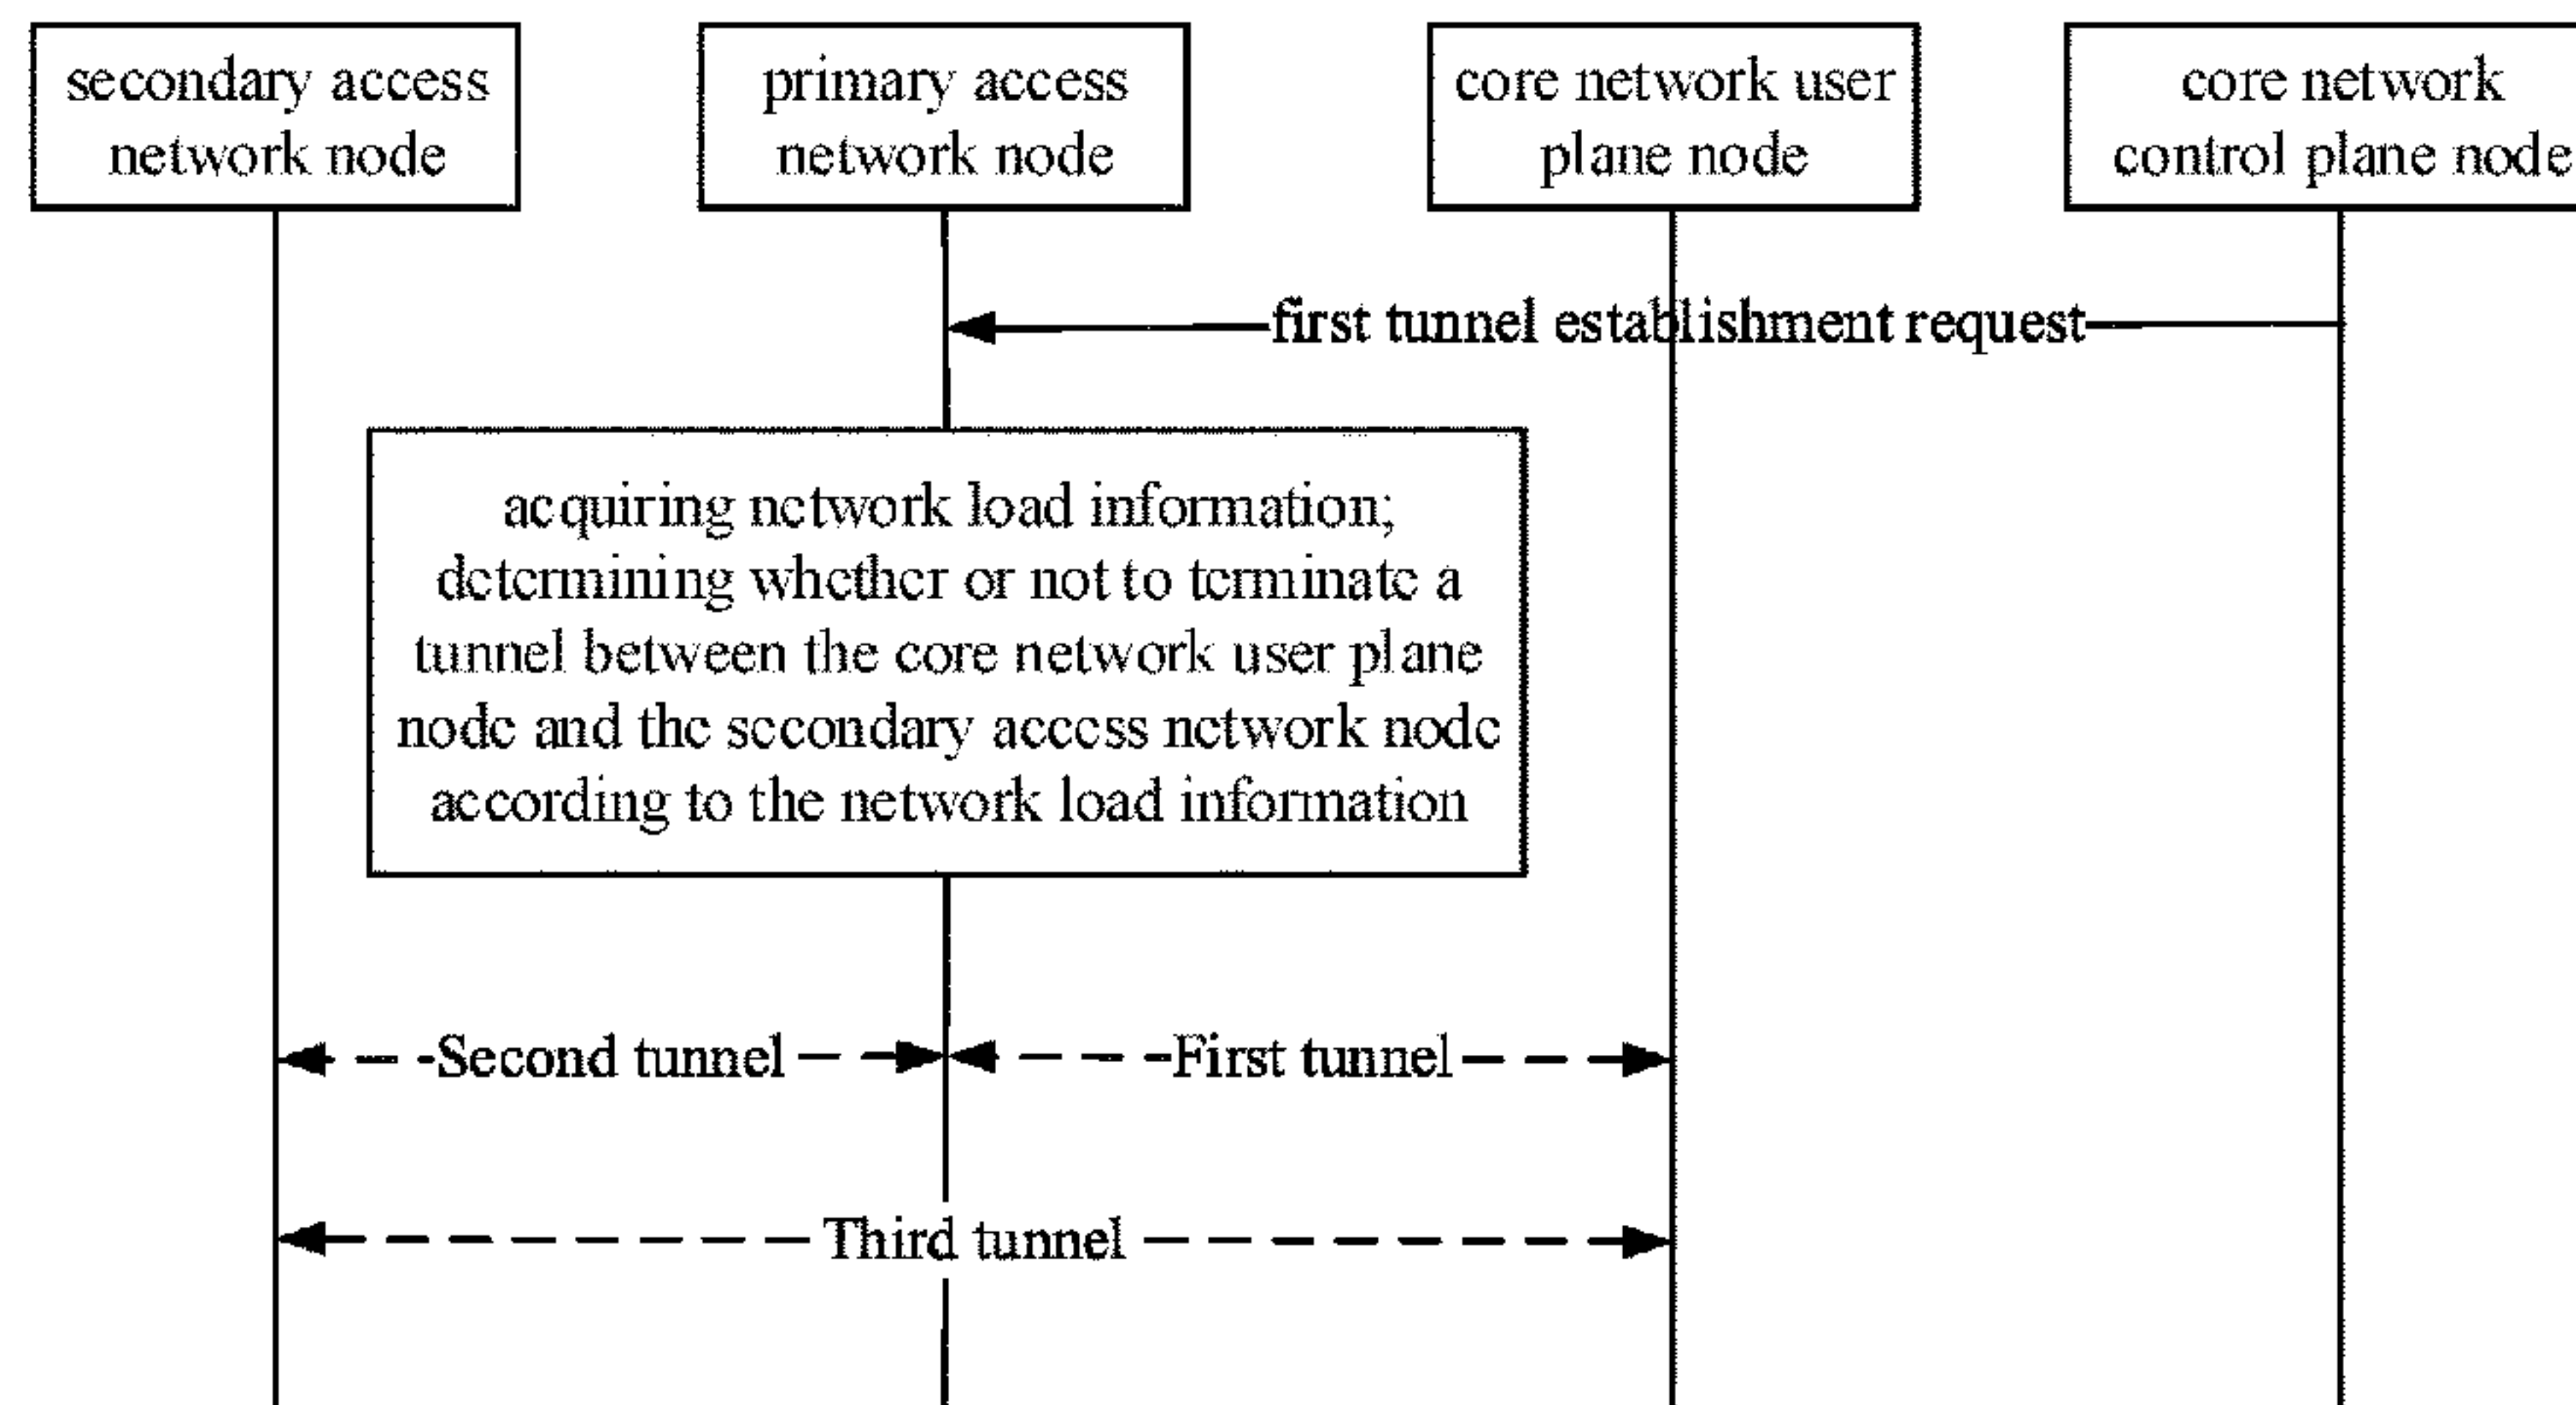 secondary access
network node
primary access
network node
core network user
plane node
core network
control plane node
first tunnel establishment request
acquiring network load information;
determining whether or not to terminate a
tunnel between the core network user plane
node and the secondary access network node
according to the network load information
Second tunnel
First tunnel
Third tunnel